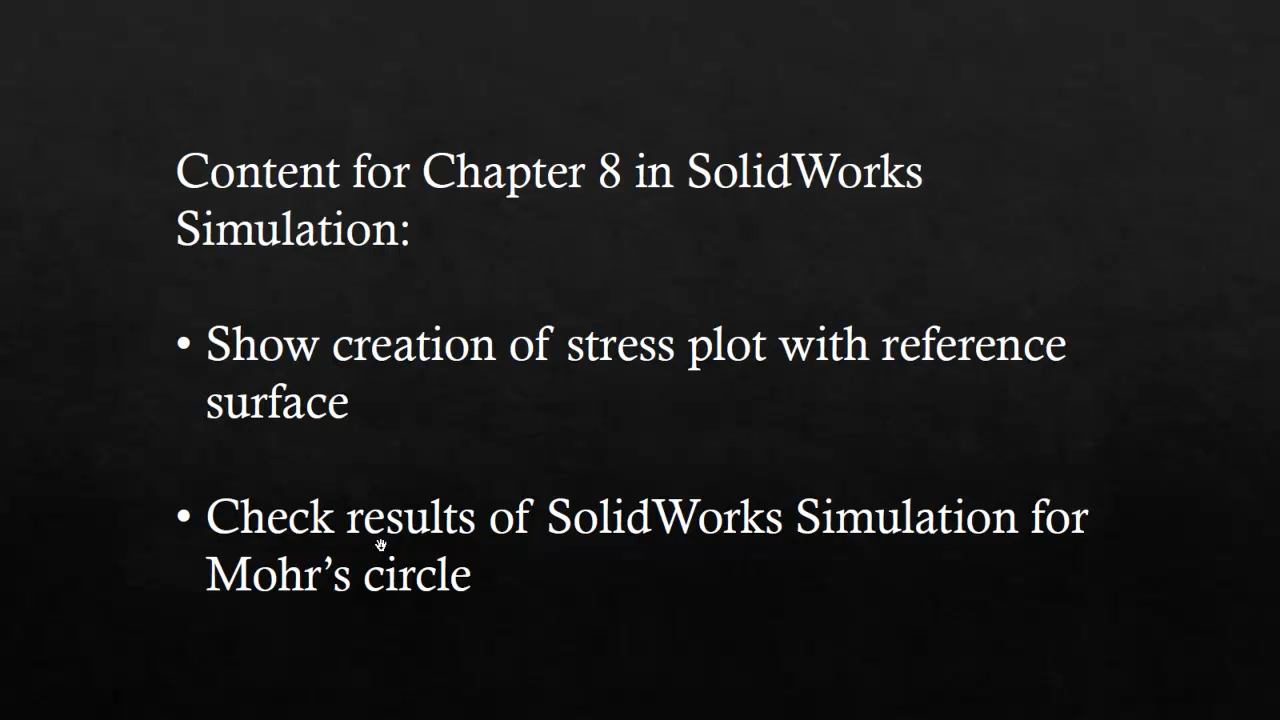 Content for Chapter 8 in SolidWorks
Simulation:
• Show creation of stress plot with reference
surface
• Check results of SolidWorks Simulation for
Mohr’s circle